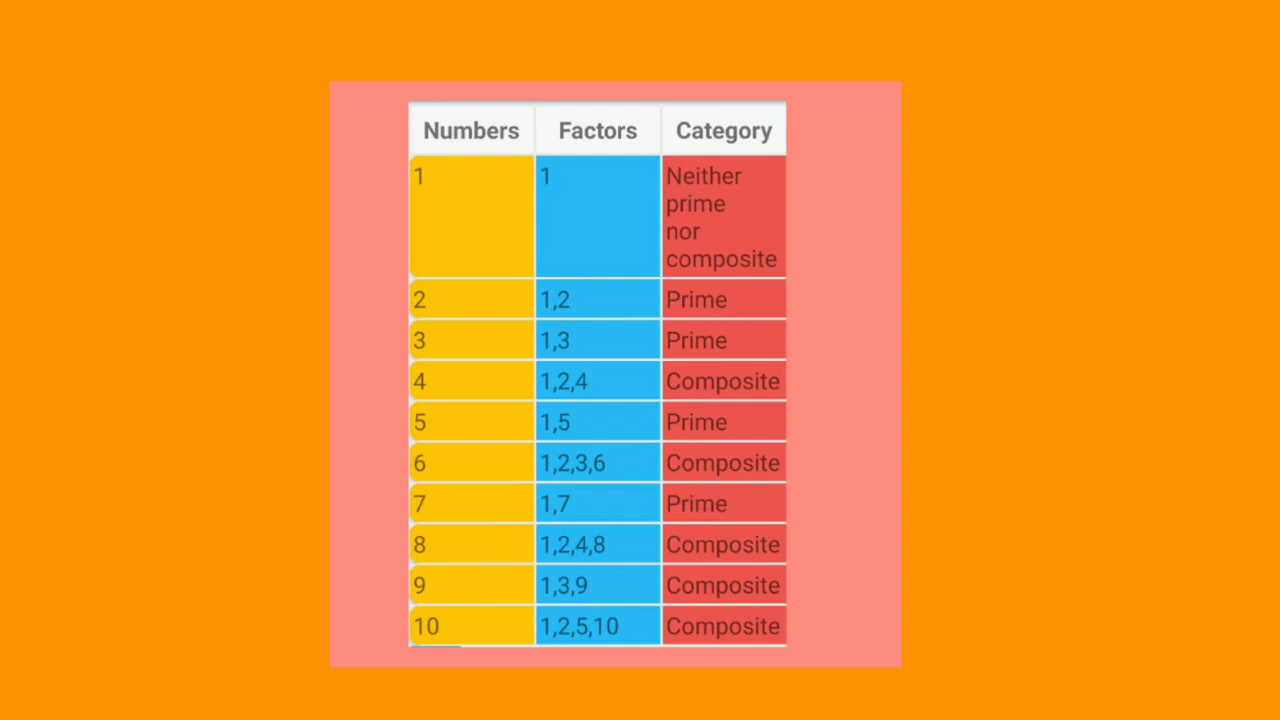 Numbers Factors Category
1 1 Neither
prime
nor
composite
2 1,2 Prime
3 1,3 Prime
4 1,2,4 Composite
5 1,5 Prime
6 1,2,3,6 Composite
7 1,7 Prime
8 1,2,4,8 Composite
9 1,3,9 Composite
10 1,2,5,10 Composite